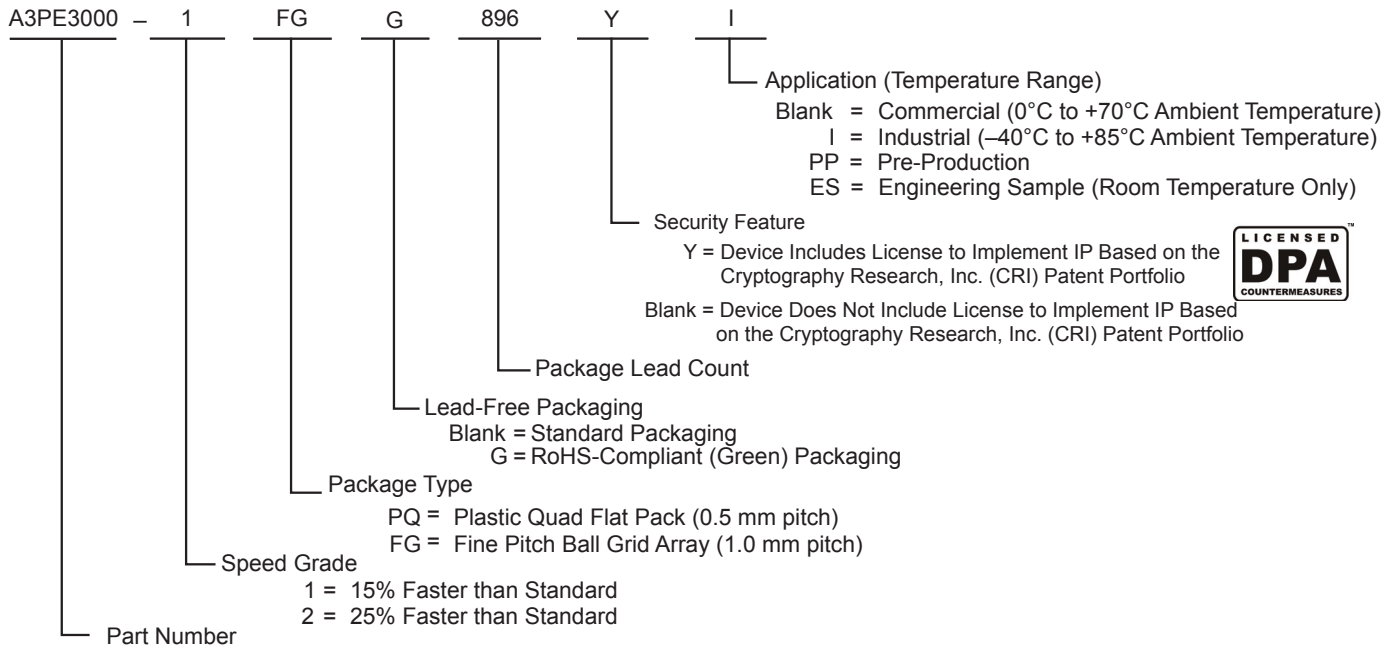 A3PE3000 – 1 FG G 896 Y I
Application (Temperature Range)
Blank = Commercial (0°C to +70°C Ambient Temperature)
I = Industrial (–40°C to +85°C Ambient Temperature)
PP = Pre-Production
ES = Engineering Sample (Room Temperature Only)
Security Feature
Y = Device Includes License to Implement IP Based on the
Cryptography Research, Inc. (CRI) Patent Portfolio
LICENSED™
DPA
COUNTERMEASURES
Blank = Device Does Not Include License to Implement IP Based
on the Cryptography Research, Inc. (CRI) Patent Portfolio
Package Lead Count
Lead-Free Packaging
Blank = Standard Packaging
G = RoHS-Compliant (Green) Packaging
Package Type
PQ = Plastic Quad Flat Pack (0.5 mm pitch)
FG = Fine Pitch Ball Grid Array (1.0 mm pitch)
Speed Grade
1 = 15% Faster than Standard
2 = 25% Faster than Standard
Part Number